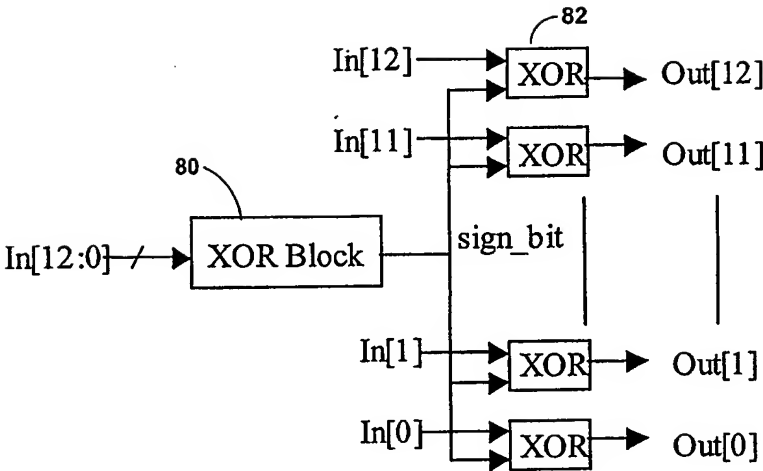 82
In[12]
XOR
Out[12]
In[11]
XOR
Out[11]
80
In[12:0]
XOR Block
sign_bit
In[1]
XOR
Out[1]
In[0]
XOR
Out[0]